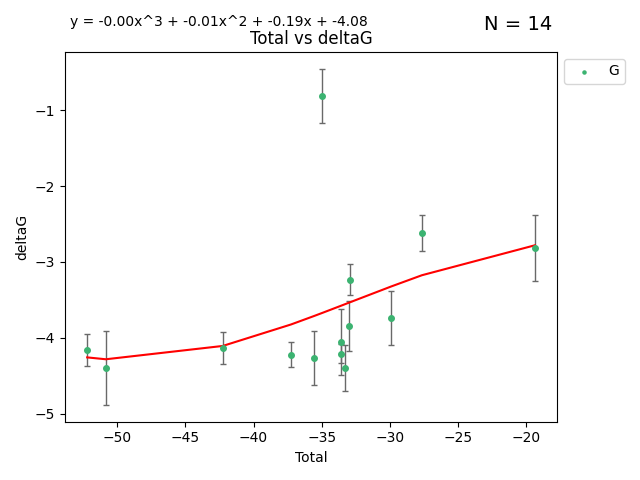 y = -0.00x^3 + -0.01x^2 + -0.19x + -4.08
N = 14
Total vs deltaG
G
−1
−2
−3
−4
−5
deltaG
−50
−45
−40
−35
−30
−25
−20
Total